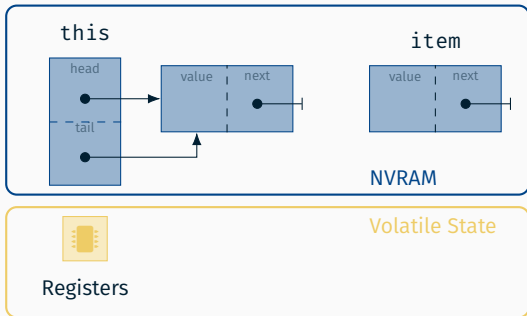 this
item
head
value next
value next
tail
NVRAM
Volatile State
Registers